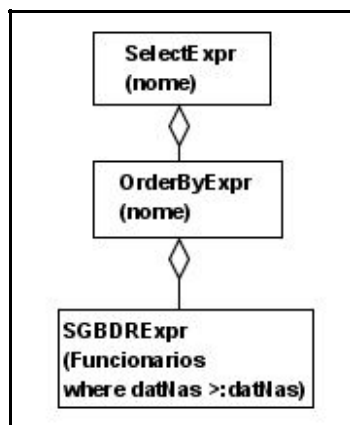 SelectExpr
(nome)
OrderByExpr
(nome)
SGBDRExpr
(Funcionarios
where datNas >:datNas)